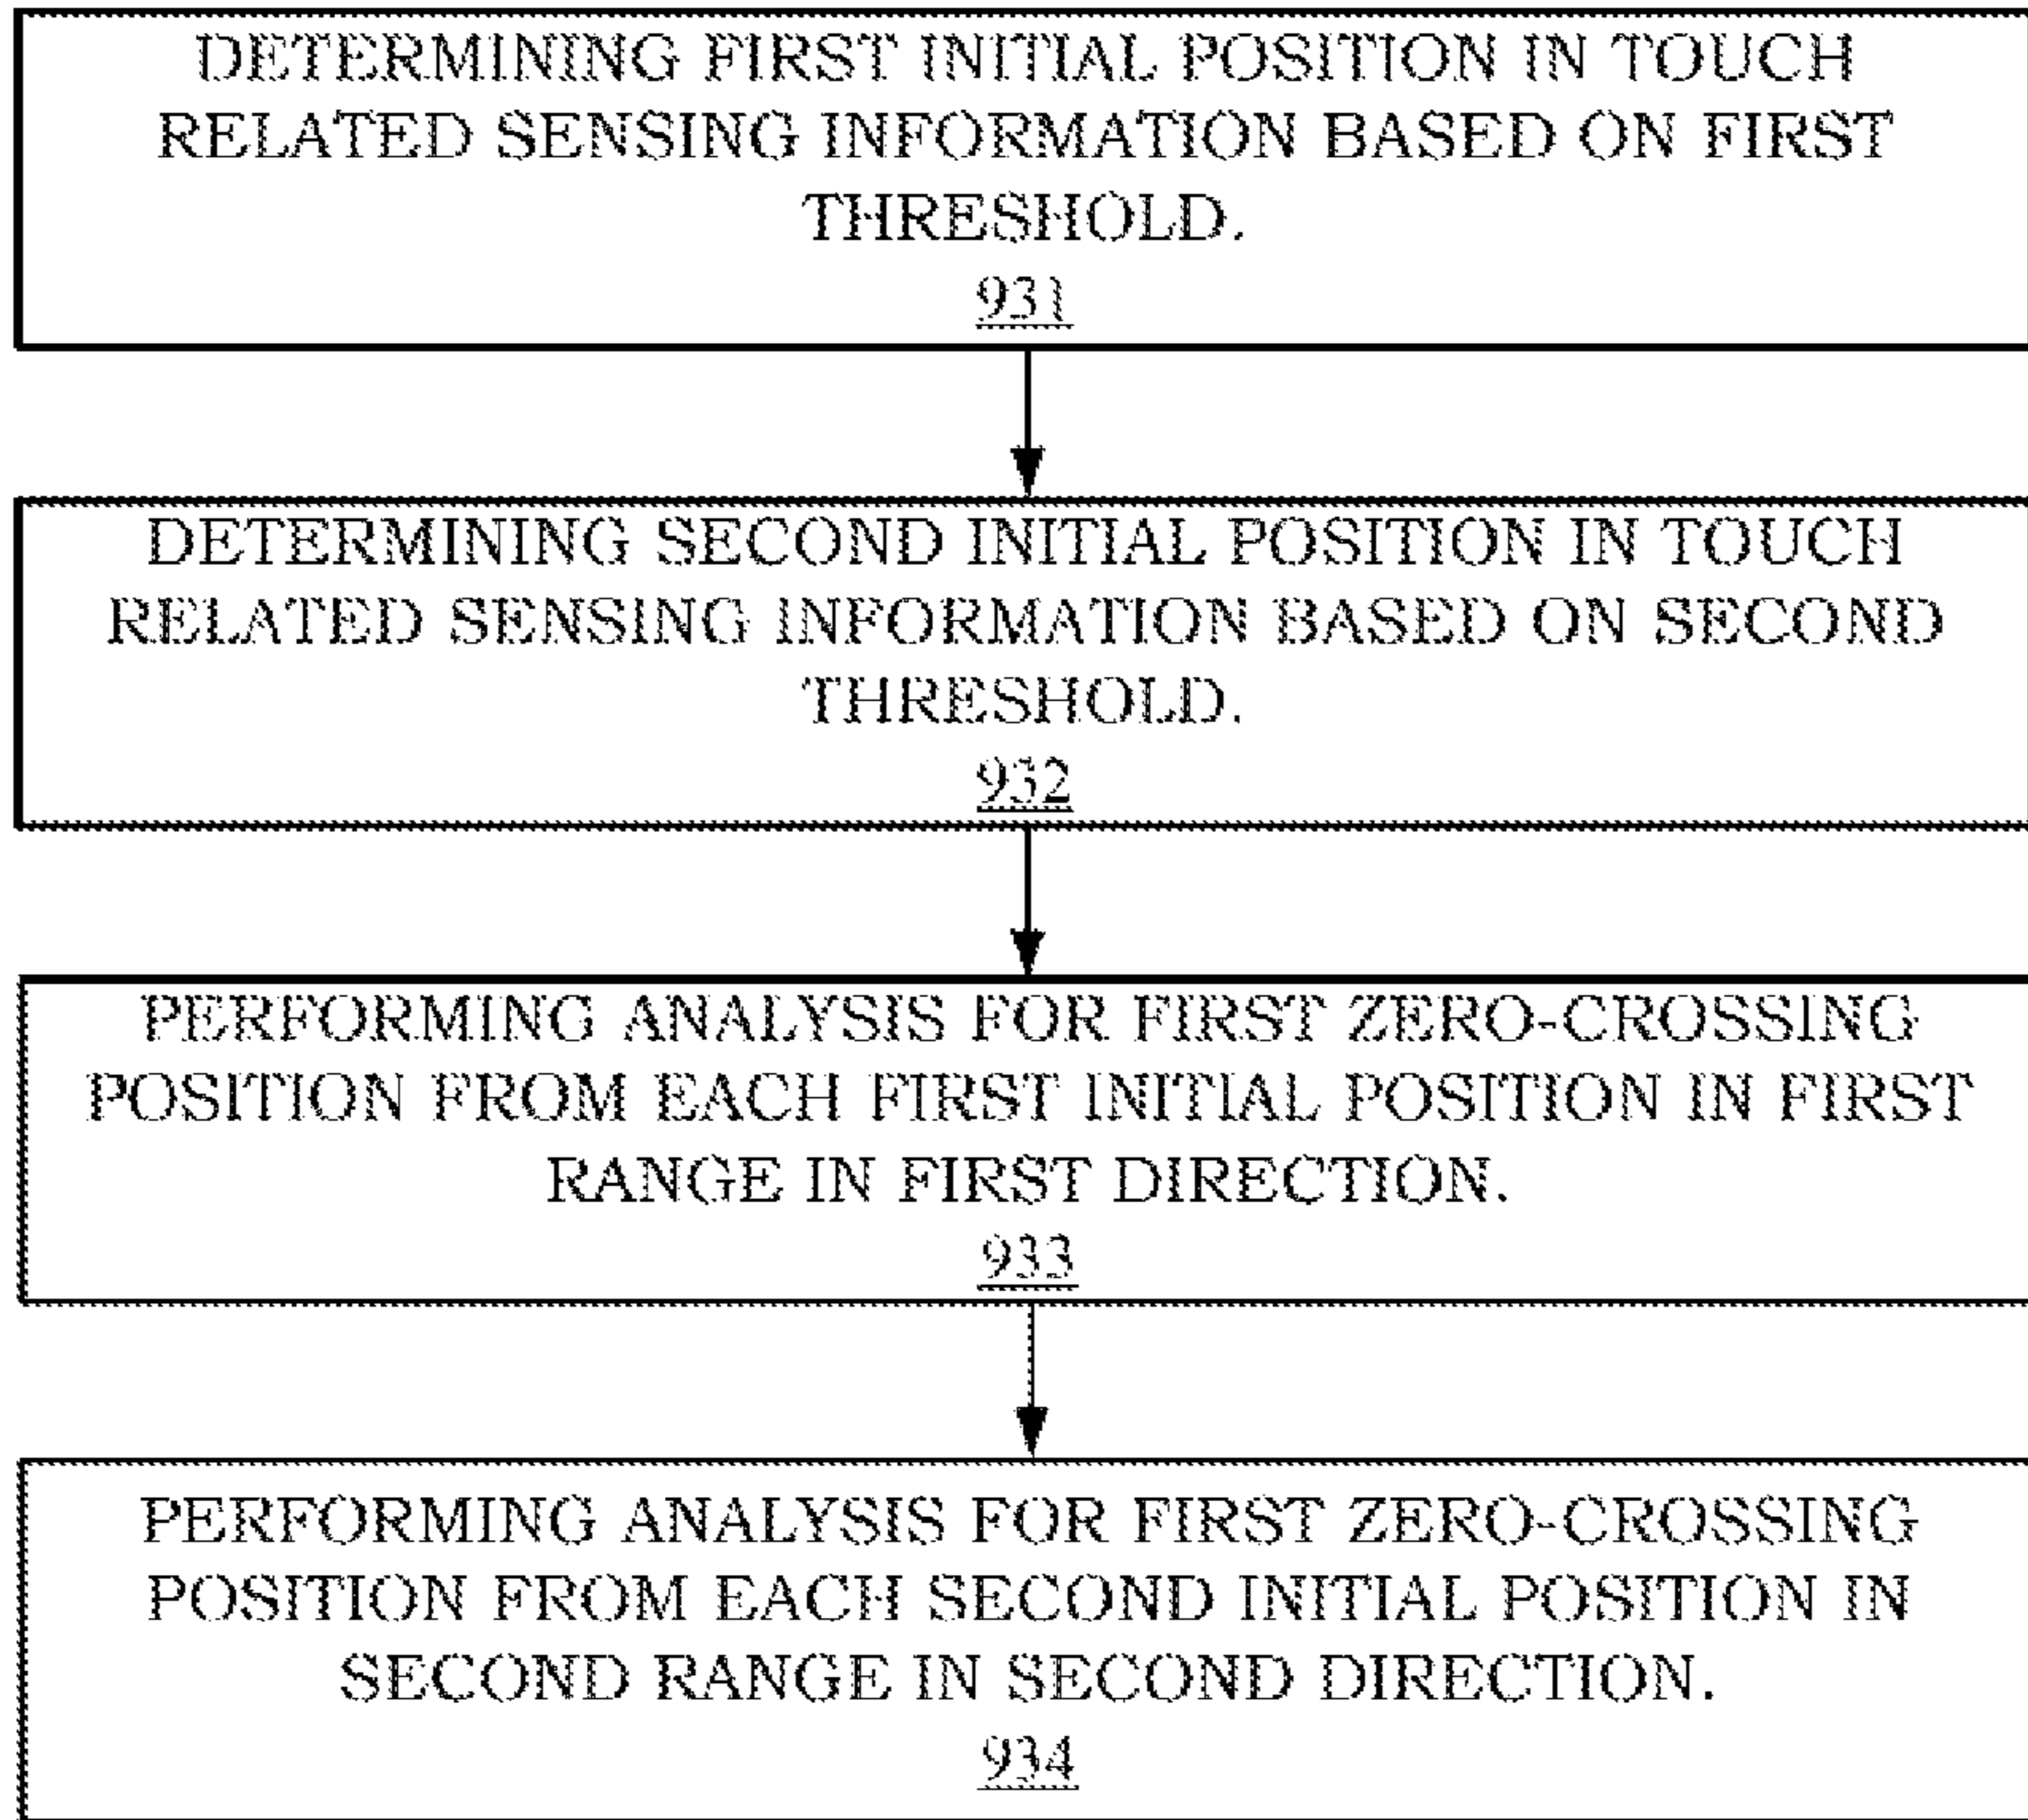 DETERMINING FIRST INITIAL POSITION IN TOUCH
RELATED SENSING INFORMATION BASED ON FIRST
THRESHOLD.
931
DETERMINING SECOND INITIAL POSITION IN TOUCH
RELATED SENSING INFORMATION BASED ON SECOND
THRESHOLD.
932
PERFORMING ANALYSIS FOR FIRST ZERO-CROSSING
POSITION FROM EACH FIRST INITIAL POSITION IN FIRST
RANGE IN FIRST DIRECTION.
933
PERFORMING ANALYSIS FOR FIRST ZERO-CROSSING
POSITION FROM EACH SECOND INITIAL POSITION IN
SECOND RANGE IN SECOND DIRECTION.
934